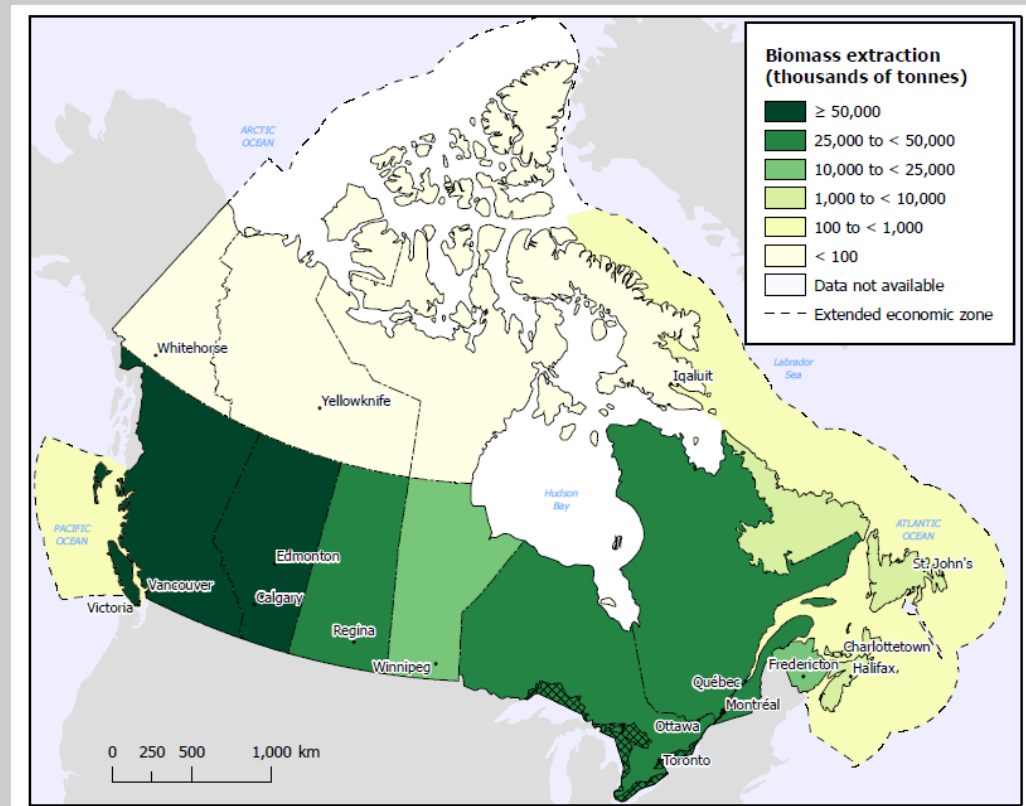 Biomass extraction
(thousands of tonnes)
≥ 50,000
25,000 to < 50,000
10,000 to < 25,000
1,000 to < 10,000
100 to < 1,000
< 100
Data not available
Extended economic zone
ARCTIC
OCEAN
Labrador
Sea
Whitehorse
Iqaluit
Yellowknife
Hudson
Bay
PACIFIC
OCEAN
ATLANTIC
OCEAN
Edmonton
St. John's
Vancouver
Calgary
Victoria
Regina
Charlottetown
Winnipeg
Fredericton
Halifax
Québec
Montréal
Ottawa
Toronto
0 250 500 1,000 km